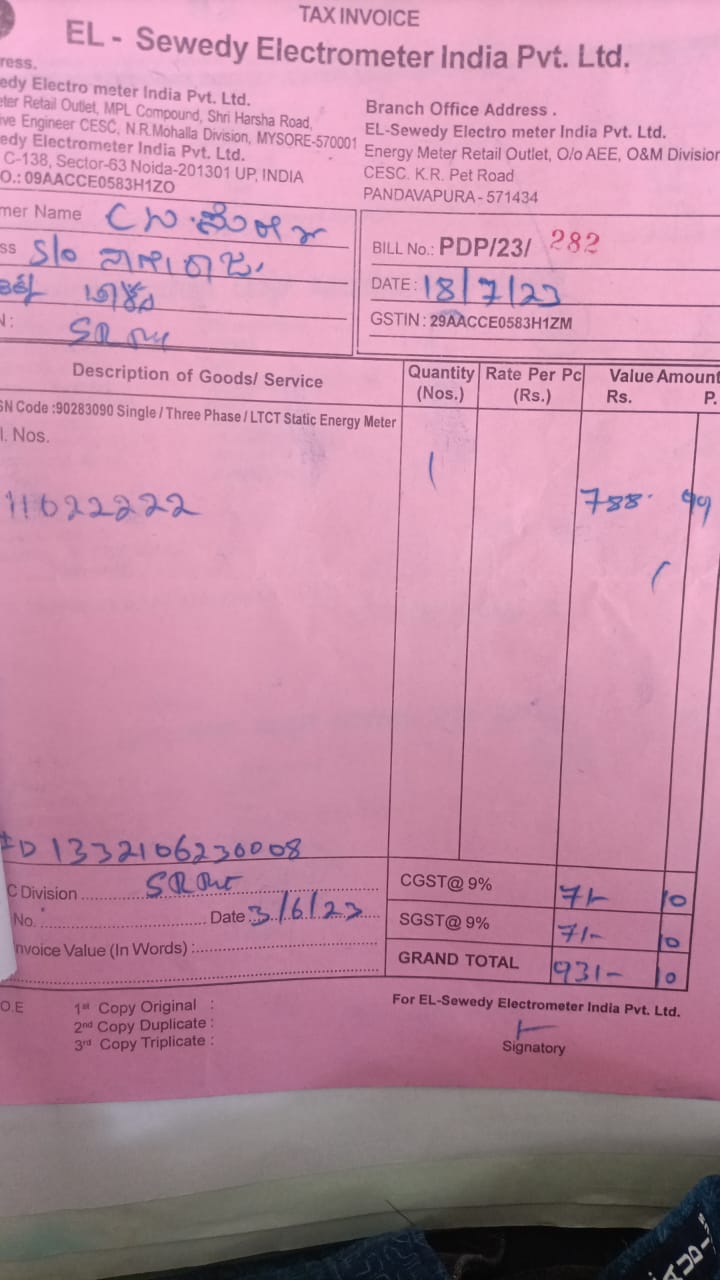 TAX INVOICE
EL - Sewedy Electrometer India Pvt. Ltd.
ress.
edy Electro meter India Pvt. Ltd.
ter Retail Outlet, MPL Compound, Shri Harsha Road,
ive Engineer CESC, N.R.Mohalla Division, MYSORE-570001
edy Electrometer India Pvt. Ltd.
C-138, Sector-63 Noida-201301 UP, INDIA
O.: 09AACCE0583H1ZO
Branch Office Address .
EL-Sewedy Electro meter India Pvt. Ltd.
Energy Meter Retail Outlet, O/o AEE, O&M Division
CESC. K.R. Pet Road
PANDAVAPURA - 571434
mer Name
ss S/o
N :
BILL No.: PDP/23/ 282
DATE : 18/7/23
GSTIN : 29AACCE0583H1ZM
Description of Goods/ Service Quantity (Nos.) Rate Per Pc (Rs.) Value Amount Rs. P.
SN Code :90283090 Single / Three Phase / LTCT Static Energy Meter
l. Nos.
11622222 1 788 99
ID 1332106230008
C Division
No. Date 3/6/23
nvoice Value (In Words) :
CGST@ 9% 71- 10
SGST@ 9% 71- 10
GRAND TOTAL 931- 10
O.E
1st Copy Original :
2nd Copy Duplicate :
3rd Copy Triplicate :
For EL-Sewedy Electrometer India Pvt. Ltd.
Signatory